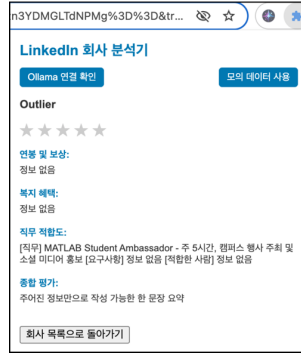 n3YDMGLTdNPMg%3D%3D&tr...
LinkedIn 회사 분석기
Ollama 연결 확인
모의 데이터 사용
Outlier
★★★★★
연봉 및 보상:
정보 없음
복지 혜택:
정보 없음
직무 적합도:
[직무] MATLAB Student Ambassador - 주 5시간, 캠퍼스 행사 주최 및
소셜 미디어 홍보 [요구사항] 정보 없음 [적합한 사람] 정보 없음
종합 평가:
주어진 정보만으로 작성 가능한 한 문장 요약
회사 목록으로 돌아가기